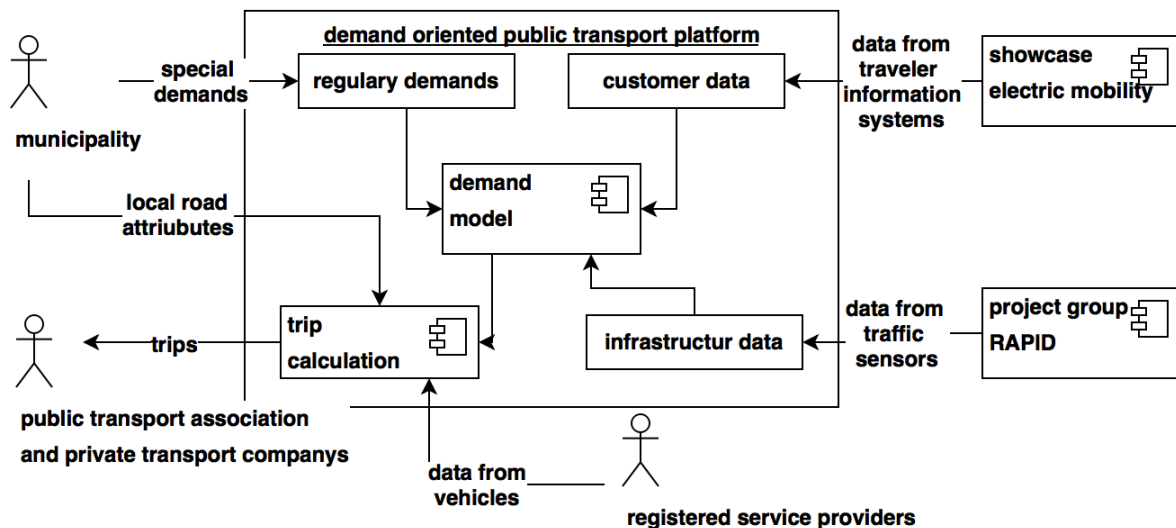 demand oriented public transport platform
special
demands
regulary demands
customer data
data from
traveler
information
systems
showcase
electric mobility
municipality
demand
model
local road
attriubutes
trip
calculation
trips
infrastructur data
data from
traffic
sensors
project group
RAPID
public transport association
and private transport companys
data from
vehicles
registered service providers